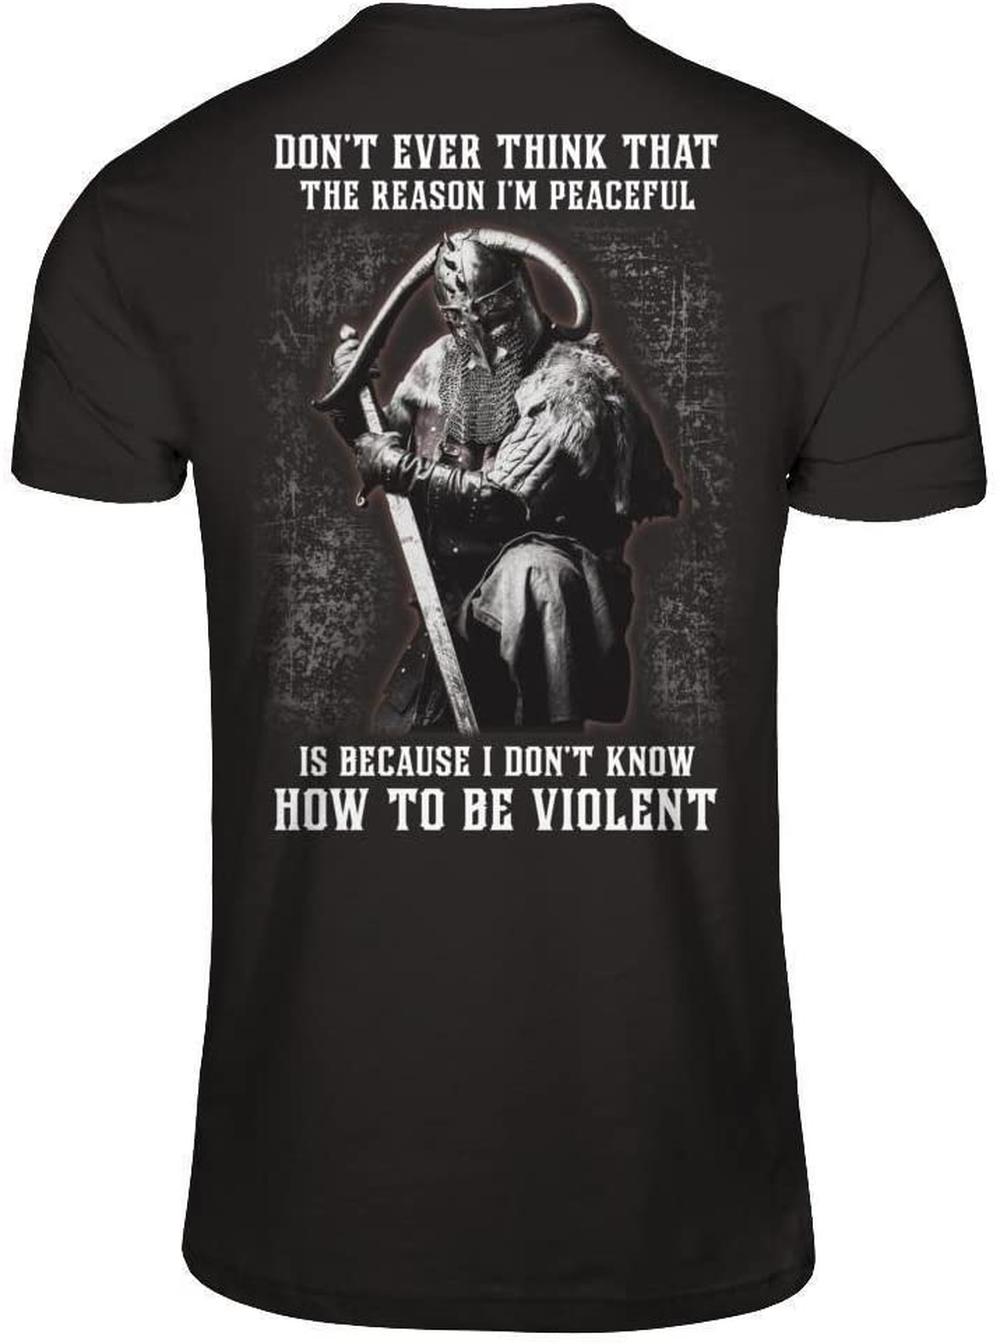 DON'T EVER THINK THAT
THE REASON I'M PEACEFUL
IS BECAUSE I DON'T KNOW
HOW TO BE VIOLENT